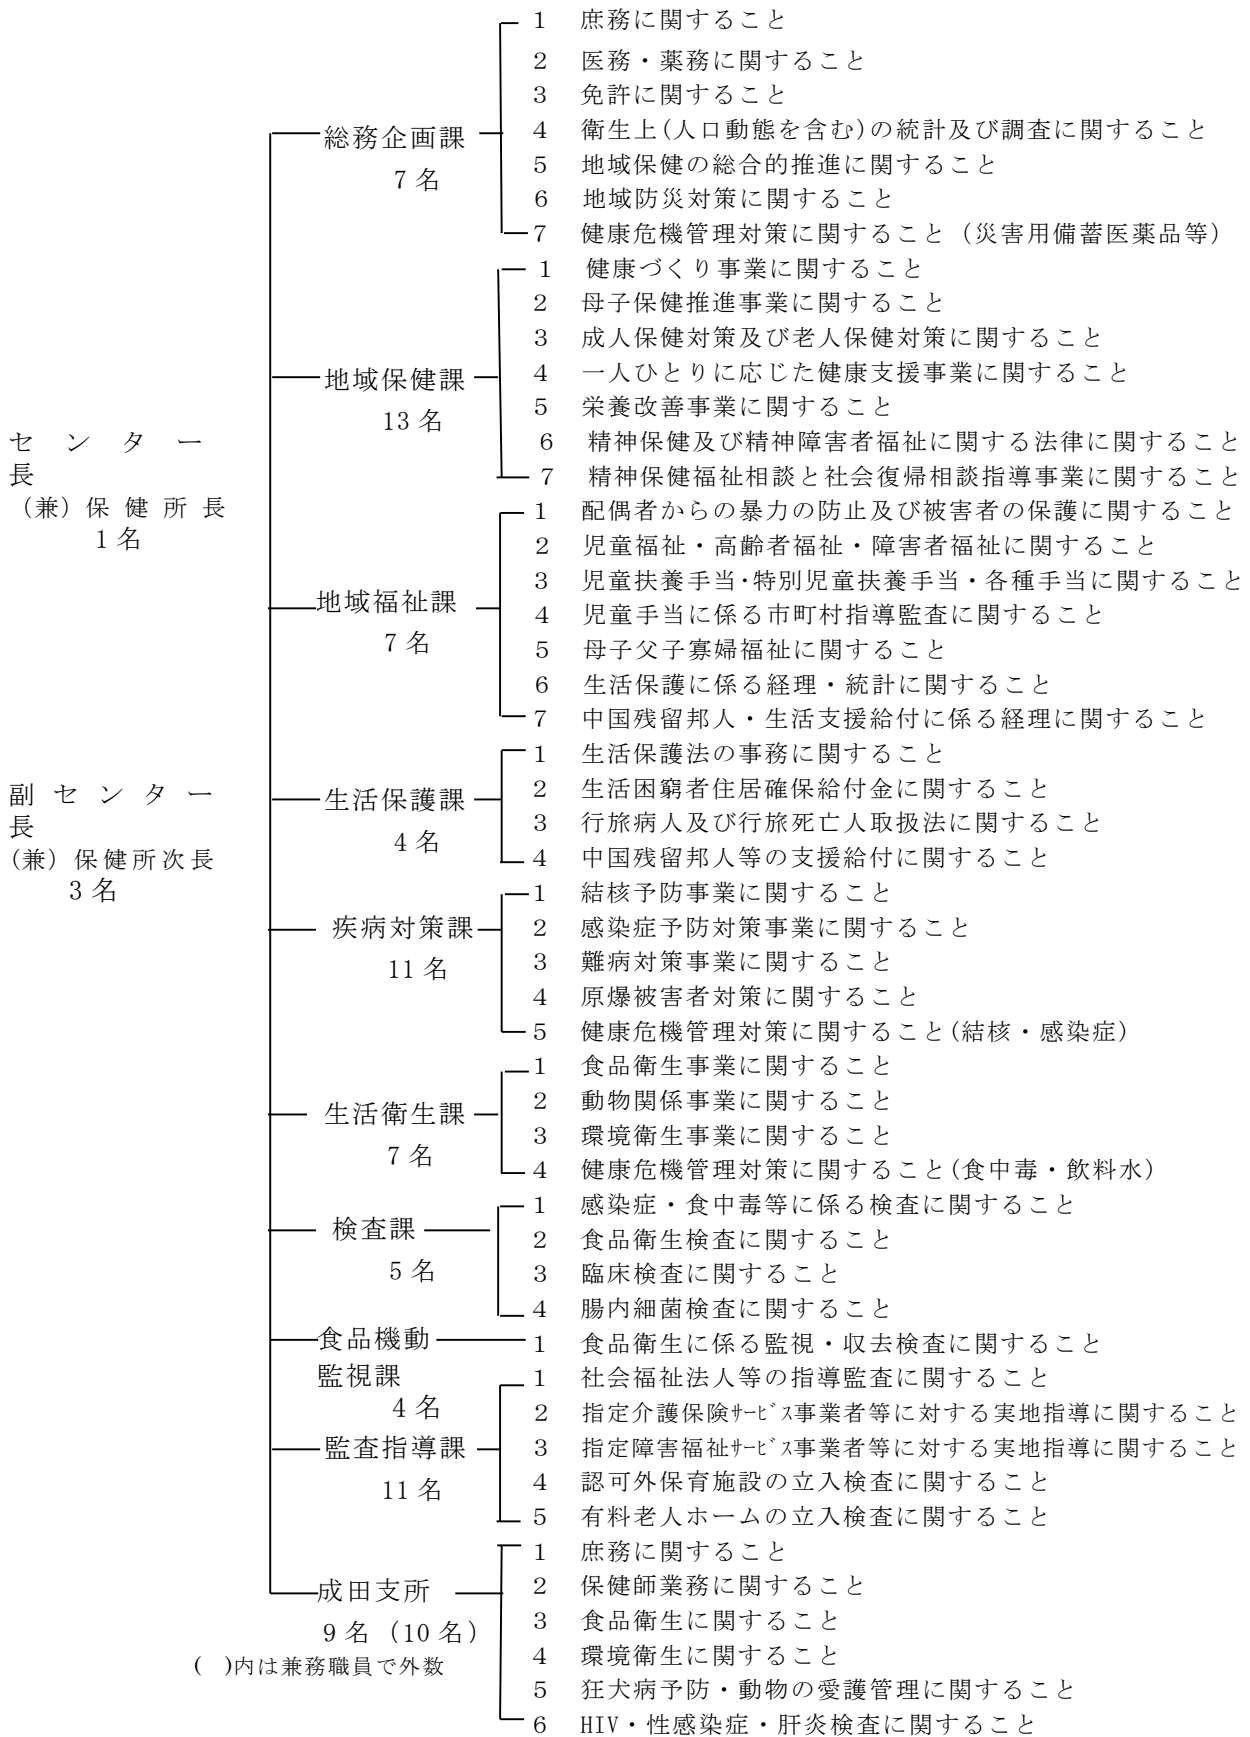 センター
長
(兼) 保健所長
1名
副センター
長
(兼) 保健所次長
3名
総務企画課
7名
1 庶務に関すること
2 医務・薬務に関すること
3 免許に関すること
4 衛生上(人口動態を含む)の統計及び調査に関すること
5 地域保健の総合的推進に関すること
6 地域防災対策に関すること
7 健康危機管理対策に関すること (災害用備蓄医薬品等)
地域保健課
13名
1 健康づくり事業に関すること
2 母子保健推進事業に関すること
3 成人保健対策及び老人保健対策に関すること
4 一人ひとりに応じた健康支援事業に関すること
5 栄養改善事業に関すること
6 精神保健及び精神障害者福祉に関する法律に関すること
7 精神保健福祉相談と社会復帰相談指導事業に関すること
地域福祉課
7名
1 配偶者からの暴力の防止及び被害者の保護に関すること
2 児童福祉・高齢者福祉・障害者福祉に関すること
3 児童扶養手当・特別児童扶養手当・各種手当に関すること
4 児童手当に係る市町村指導監査に関すること
5 母子父子寡婦福祉に関すること
6 生活保護に係る経理・統計に関すること
7 中国残留邦人・生活支援給付に係る経理に関すること
生活保護課
4名
1 生活保護法の事務に関すること
2 生活困窮者住居確保給付金に関すること
3 行旅病人及び行旅死亡人取扱法に関すること
4 中国残留邦人等の支援給付に関すること
疾病対策課
11名
1 結核予防事業に関すること
2 感染症予防対策事業に関すること
3 難病対策事業に関すること
4 原爆被害者対策に関すること
5 健康危機管理対策に関すること(結核・感染症)
生活衛生課
7名
1 食品衛生事業に関すること
2 動物関係事業に関すること
3 環境衛生事業に関すること
4 健康危機管理対策に関すること(食中毒・飲料水)
検査課
5名
1 感染症・食中毒等に係る検査に関すること
2 食品衛生検査に関すること
3 臨床検査に関すること
4 腸内細菌検査に関すること
食品機動
監視課
4名
1 食品衛生に係る監視・収去検査に関すること
監査指導課
11名
1 社会福祉法人等の指導監査に関すること
2 指定介護保険ｻｰﾋﾞｽ事業者等に対する実地指導に関すること
3 指定障害福祉ｻｰﾋﾞｽ事業者等に対する実地指導に関すること
4 認可外保育施設の立入検査に関すること
5 有料老人ホームの立入検査に関すること
成田支所
9名 (10名)
( )内は兼務職員で外数
1 庶務に関すること
2 保健師業務に関すること
3 食品衛生に関すること
4 環境衛生に関すること
5 狂犬病予防・動物の愛護管理に関すること
6 HIV・性感染症・肝炎検査に関すること